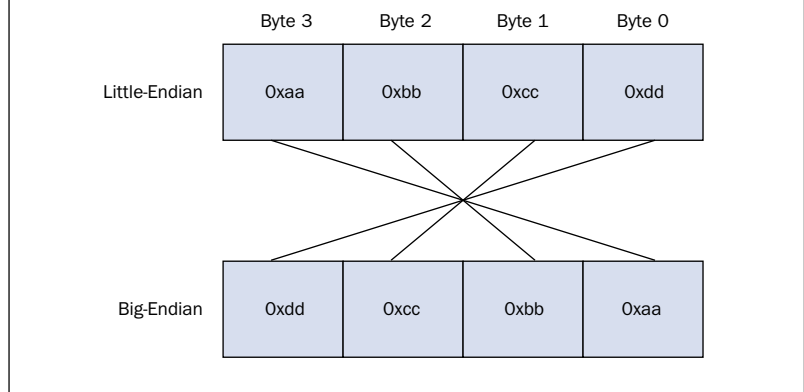 Byte 3 Byte 2 Byte 1 Byte 0
Little-Endian 0xaa 0xbb 0xcc 0xdd
Big-Endian 0xdd 0xcc 0xbb 0xaa